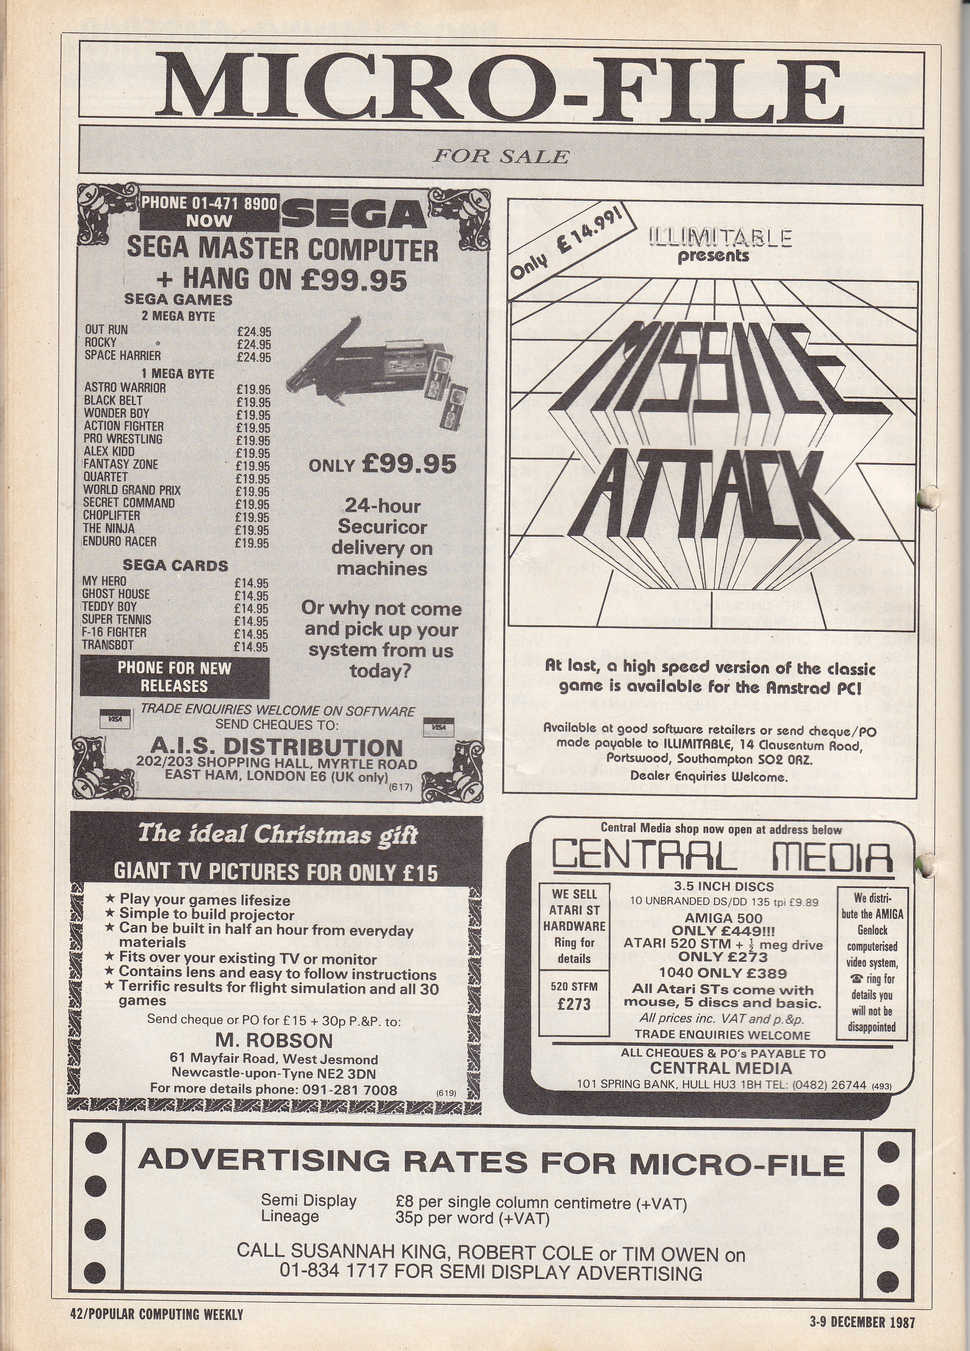 MICRO-FILE
FOR SALE
PHONE 01-471 8900
NOW
SEGA
SEGA MASTER COMPUTER
+ HANG ON £99.95
SEGA GAMES
2 MEGA BYTE
OUT RUN £24.95
ROCKY £24.95
SPACE HARRIER £24.95
1 MEGA BYTE
ASTRO WARRIOR £19.95
BLACK BELT £19.95
WONDER BOY £19.95
ACTION FIGHTER £19.95
PRO WRESTLING £19.95
ALEX KIDD £19.95
FANTASY ZONE £19.95
QUARTET £19.95
WORLD GRAND PRIX £19.95
SECRET COMMAND £19.95
CHOPLIFTER £19.95
THE NINJA £19.95
ENDURO RACER £19.95
SEGA CARDS
MY HERO £14.95
GHOST HOUSE £14.95
TEDDY BOY £14.95
SUPER TENNIS £14.95
F-16 FIGHTER £14.95
TRANSBOT £14.95
PHONE FOR NEW
RELEASES
ONLY £99.95
24-hour
Securicor
delivery on
machines
Or why not come
and pick up your
system from us
today?
TRADE ENQUIRIES WELCOME ON SOFTWARE
SEND CHEQUES TO:
VISA
VISA
A.I.S. DISTRIBUTION
202/203 SHOPPING HALL, MYRTLE ROAD
EAST HAM, LONDON E6 (UK only)
(617)
Only £14.99!
ILLIMITABLE
presents
MISSILE
ATTACK
At last, a high speed version of the classic
game is available for the Amstrad PC!
Available at good software retailers or send cheque/PO
made payable to ILLIMITABLE, 14 Clausentum Road,
Portswood, Southampton SO2 0RZ.
Dealer Enquiries Welcome.
The ideal Christmas gift
GIANT TV PICTURES FOR ONLY £15
★ Play your games lifesize
★ Simple to build projector
★ Can be built in half an hour from everyday
materials
★ Fits over your existing TV or monitor
★ Contains lens and easy to follow instructions
★ Terrific results for flight simulation and all 3D
games
Send cheque or PO for £15 + 30p P.&P. to:
M. ROBSON
61 Mayfair Road, West Jesmond
Newcastle-upon-Tyne NE2 3DN
For more details phone: 091-281 7008
(619)
Central Media shop now open at address below
CENTRAL MEDIA
WE SELL
ATARI ST
HARDWARE
Ring for
details
520 STFM
£273
3.5 INCH DISCS
10 UNBRANDED DS/DD 135 tpi £9.89
AMIGA 500
ONLY £449!!!
ATARI 520 STM + ½ meg drive
ONLY £273
1040 ONLY £389
All Atari STs come with
mouse, 5 discs and basic.
All prices inc. VAT and p.&p.
TRADE ENQUIRIES WELCOME
We distri-
bute the AMIGA
Genlock
computerised
video system,
☎ ring for
details you
will not be
disappointed
ALL CHEQUES & PO's PAYABLE TO
CENTRAL MEDIA
101 SPRING BANK, HULL HU3 1BH TEL: (0482) 26744 (493)
ADVERTISING RATES FOR MICRO-FILE
Semi Display £8 per single column centimetre (+VAT)
Lineage 35p per word (+VAT)
CALL SUSANNAH KING, ROBERT COLE or TIM OWEN on
01-834 1717 FOR SEMI DISPLAY ADVERTISING
42/POPULAR COMPUTING WEEKLY
3-9 DECEMBER 1987